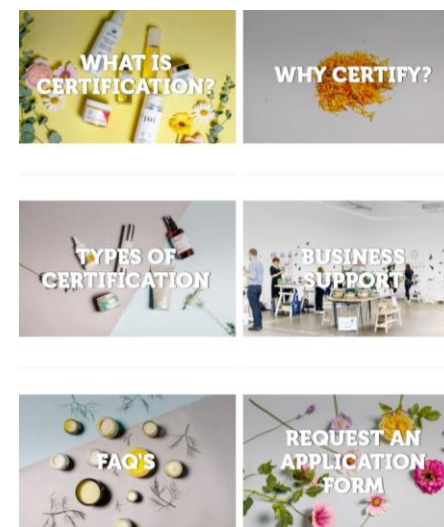 WHAT IS
CERTIFICATION?
WHY CERTIFY?
TYPES OF
CERTIFICATION
BUSINESS
SUPPORT
FAQ'S
REQUEST AN
APPLICATION
FORM